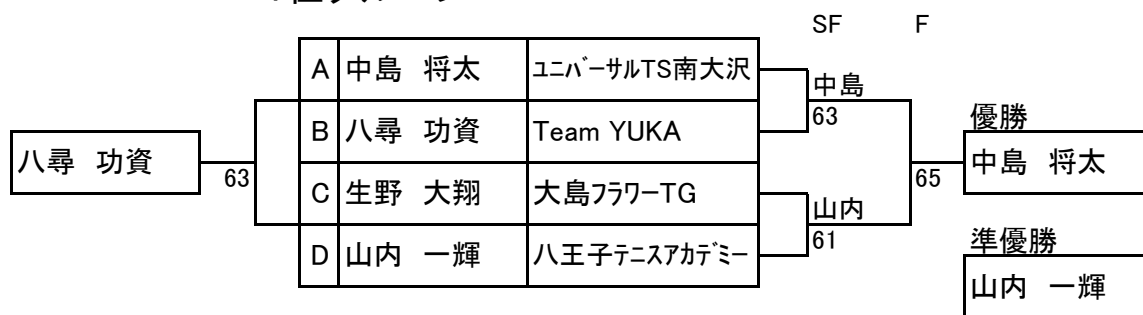 SF F
A 中島 将太 ユニバーサルTS南大沢
中島
B 八尋 功資 Team YUKA
63
優勝
八尋 功資
63
中島 将太
65
C 生野 大翔 大島フラワーTG
山内
61
D 山内 一輝 八王子テニスアカデミー
準優勝
山内 一輝